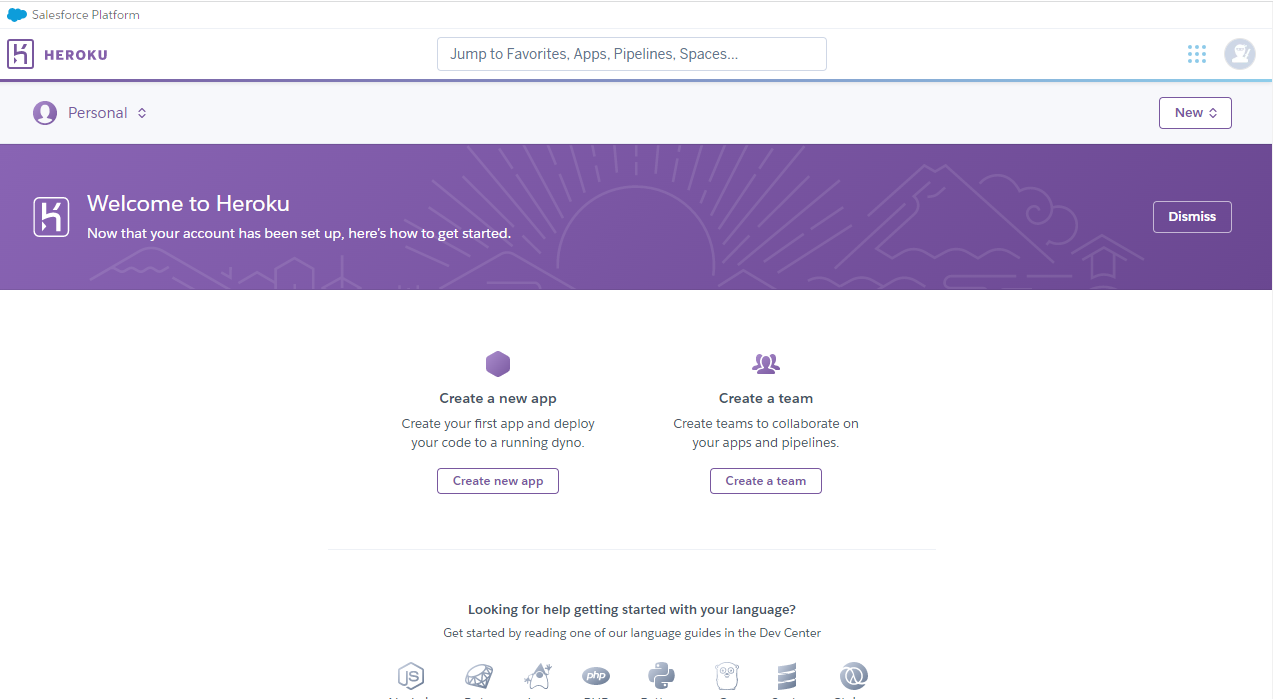 Salesforce Platform
HEROKU
Jump to Favorites, Apps, Pipelines, Spaces...
Personal
New
Welcome to Heroku
Now that your account has been set up, here's how to get started.
Dismiss
Create a new app
Create your first app and deploy
your code to a running dyno.
Create new app
Create a team
Create teams to collaborate on
your apps and pipelines.
Create a team
Looking for help getting started with your language?
Get started by reading one of our language guides in the Dev Center
JS
php